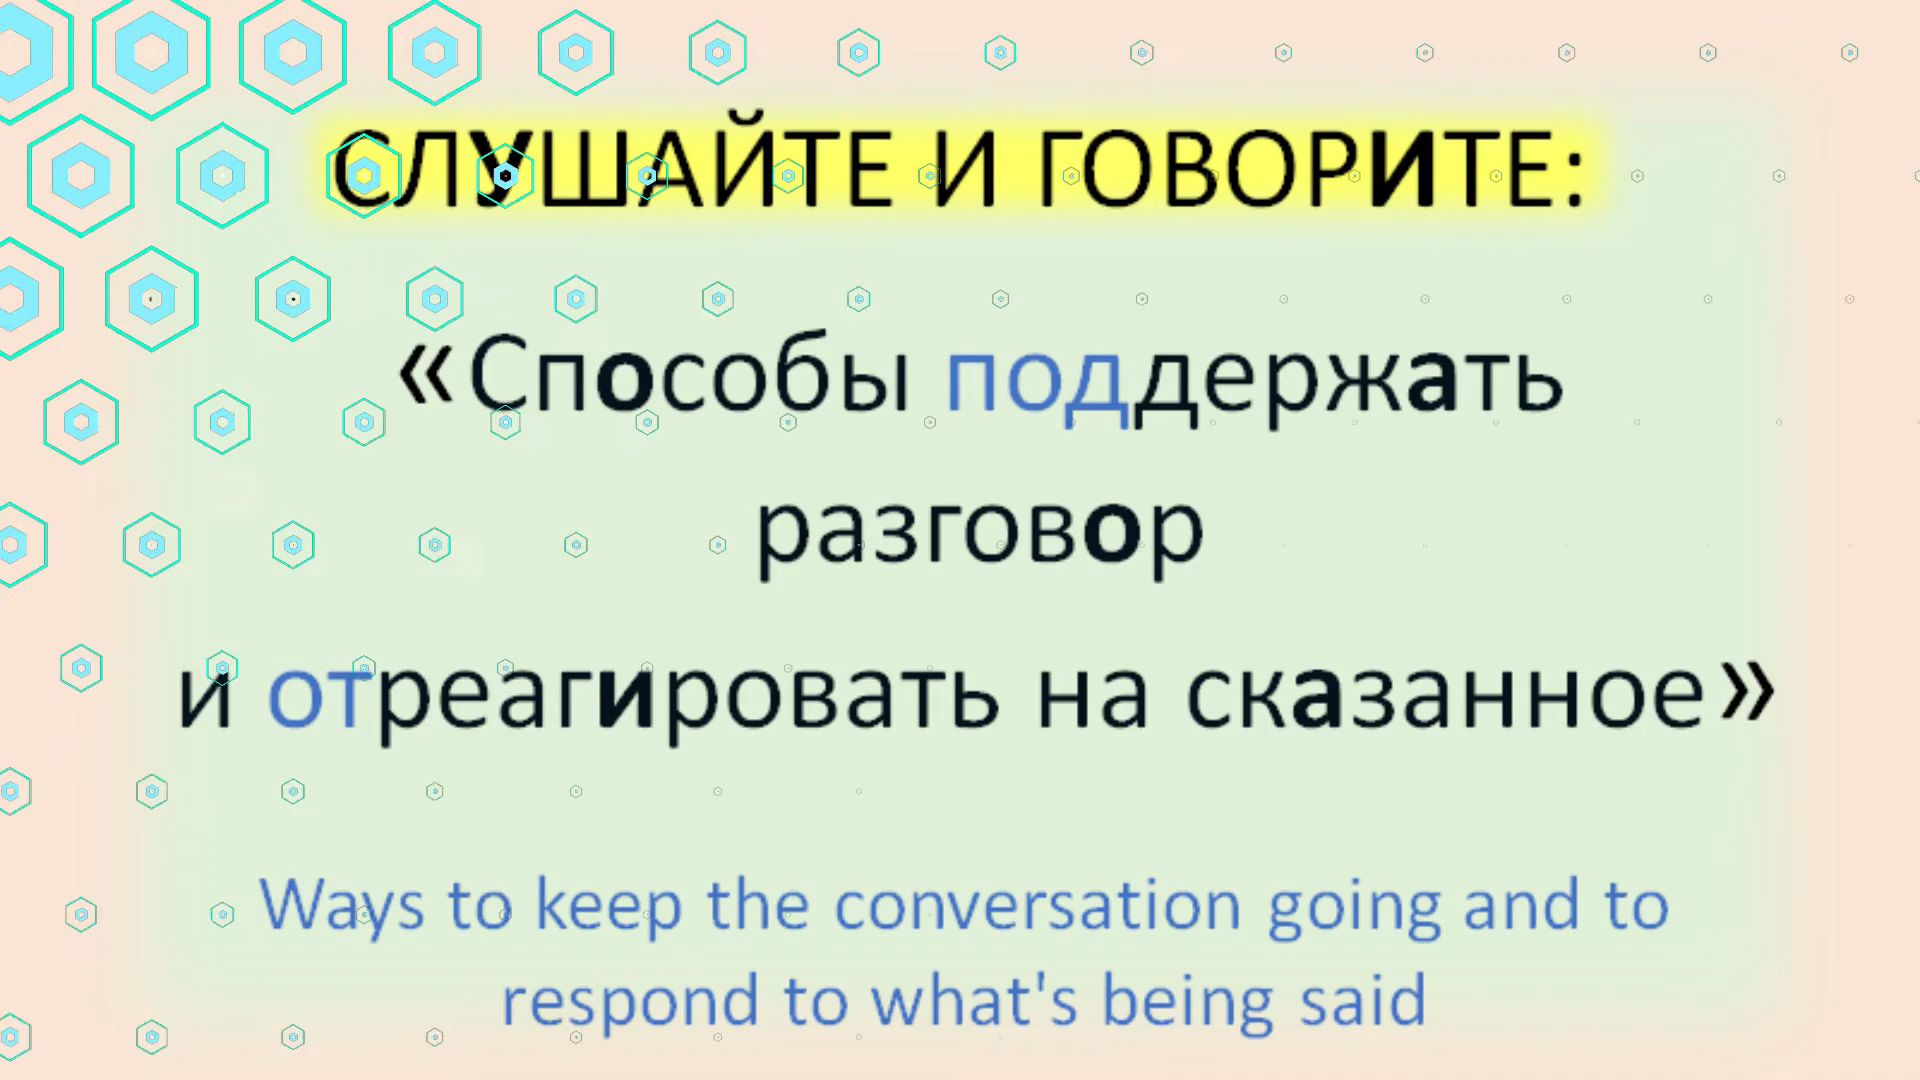 СЛУШАЙТЕ И ГОВОРИТЕ:
«Способы поддержать
разговор
и отреагировать на сказанное»
Ways to keep the conversation going and to
respond to what's being said